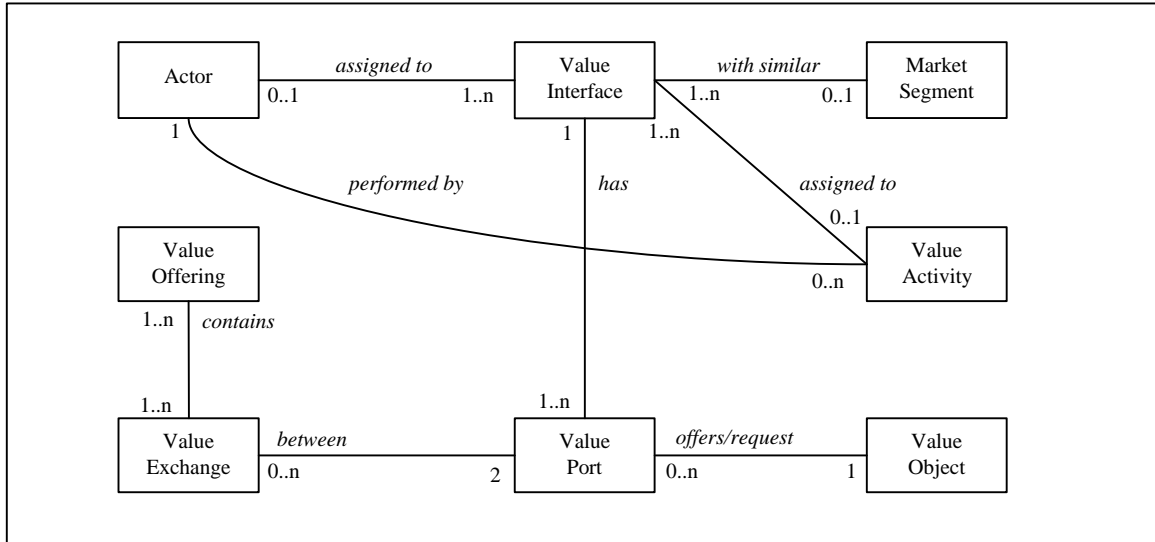 Actor
assigned to
0..1
1..n
Value
Interface
with similar
1..n
0..1
Market
Segment
1
1
1..n
performed by
has
assigned to
0..1
Value
Offering
0..n
Value
Activity
1..n
contains
1..n
1..n
Value
Exchange
between
0..n
2
Value
Port
offers/request
0..n
1
Value
Object